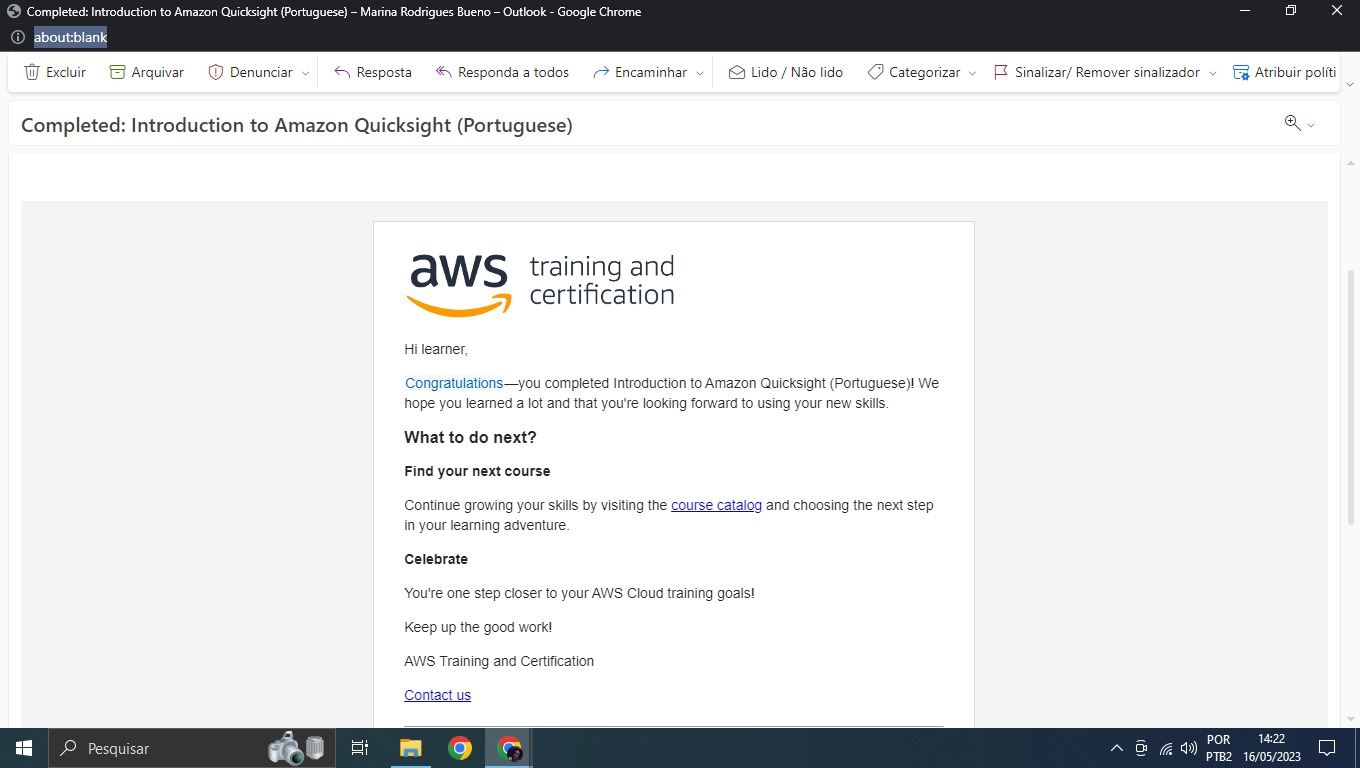 Completed: Introduction to Amazon Quicksight (Portuguese) – Marina Rodrigues Bueno – Outlook - Google Chrome
about:blank
Excluir Arquivar Denunciar Resposta Responda a todos Encaminhar Lido / Não lido Categorizar Sinalizar/ Remover sinalizador Atribuir políti
Completed: Introduction to Amazon Quicksight (Portuguese)
aws training and
certification
Hi learner,
Congratulations—you completed Introduction to Amazon Quicksight (Portuguese)! We
hope you learned a lot and that you're looking forward to using your new skills.
What to do next?
Find your next course
Continue growing your skills by visiting the course catalog and choosing the next step
in your learning adventure.
Celebrate
You're one step closer to your AWS Cloud training goals!
Keep up the good work!
AWS Training and Certification
Contact us
Pesquisar
POR 14:22
PTB2 16/05/2023